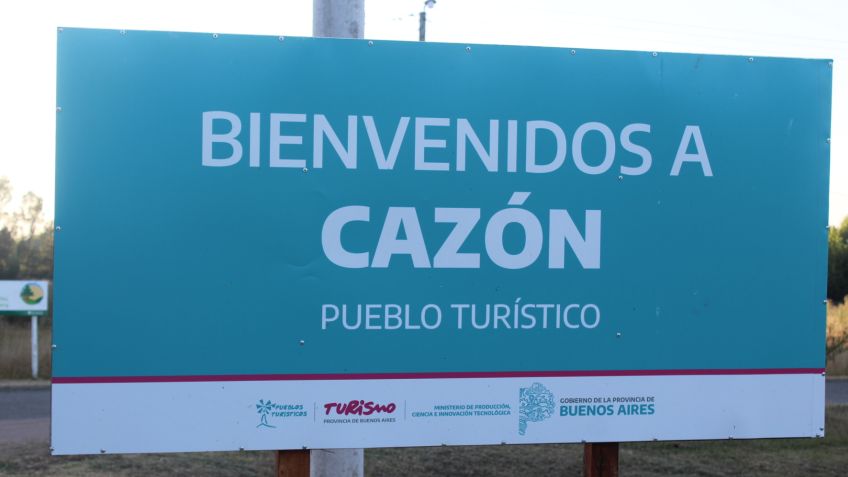 BIENVENIDOS A
CAZÓN
PUEBLO TURÍSTICO
PUEBLOS
TURÍSTICOS
TURISMO
PROVINCIA DE BUENOS AIRES
MINISTERIO DE PRODUCCIÓN,
CIENCIA E INNOVACIÓN TECNOLÓGICA
GOBIERNO DE LA PROVINCIA DE
BUENOS AIRES